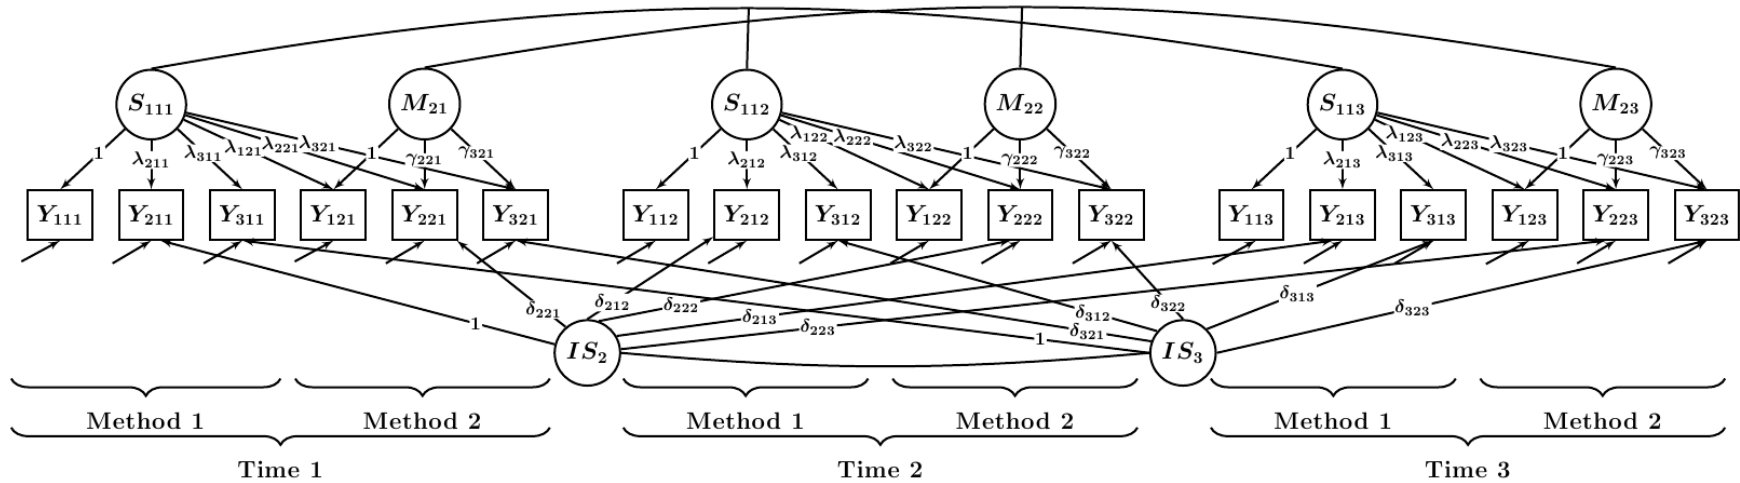 S₁₁₁ M₂₁ S₁₁₂ M₂₂ S₁₁₃ M₂₃
1 λ₂₁₁ λ₃₁₁ λ₁₂₁ λ₂₂₁ λ₃₂₁ 1 γ₂₂₁ γ₃₂₁ 1 λ₂₁₂ λ₃₁₂ λ₁₂₂ λ₂₂₂ λ₃₂₂ 1 γ₂₂₂ γ₃₂₂ 1 λ₂₁₃ λ₃₁₃ λ₁₂₃ λ₂₂₃ λ₃₂₃ 1 γ₂₂₃ γ₃₂₃
Y₁₁₁ Y₂₁₁ Y₃₁₁ Y₁₂₁ Y₂₂₁ Y₃₂₁ Y₁₁₂ Y₂₁₂ Y₃₁₂ Y₁₂₂ Y₂₂₂ Y₃₂₂ Y₁₁₃ Y₂₁₃ Y₃₁₃ Y₁₂₃ Y₂₂₃ Y₃₂₃
1 δ₂₂₁ δ₂₁₂ δ₂₂₂ δ₂₁₃ δ₂₂₃ 1 δ₃₂₁ δ₃₁₂ δ₃₂₂ δ₃₁₃ δ₃₂₃
IS₂ IS₃
Method 1 Method 2 Method 1 Method 2 Method 1 Method 2
Time 1 Time 2 Time 3